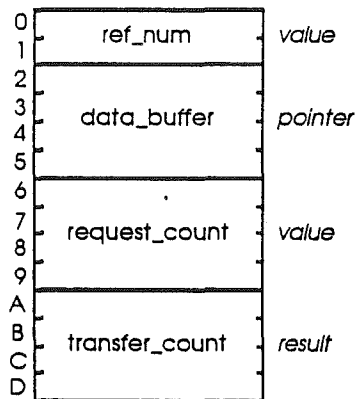 0 ref_num value
1
2
3 data_buffer pointer
4
5
6
7 request_count value
8
9
A
B transfer_count result
C
D